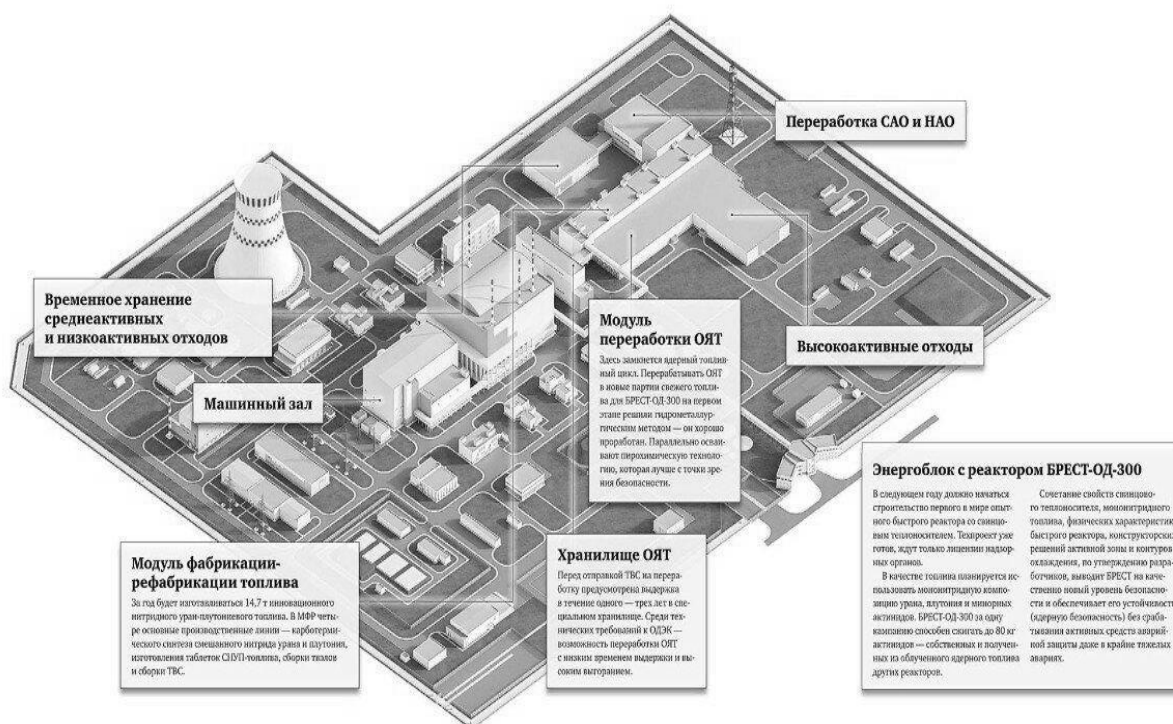 Переработка САО и НАО
Временное хранение
среднеактивных
и низкоактивных отходов
Машинный зал
Модуль
переработки ОЯТ
Здесь замкнется ядерный топлив-
ный цикл. Перерабатывать ОЯТ
в новые партии свежего топли-
ва для БРЕСТ-ОД-300 на первом
этапе решили гидрометаллур-
гическим методом — он хорошо
проработан. Параллельно осваи-
вают пирохимическую техноло-
гию, которая лучше с точки зре-
ния безопасности.
Высокоактивные отходы
Модуль фабрикации-
рефабрикации топлива
За год будет изготавливаться 14,7 т инновационного
нитридного уран-плутониевого топлива. В МФР четы-
ре основные производственные линии — карботерми-
ческого синтеза смешанного нитрида урана и плутония,
изготовления таблеток СНУП-топлива, сборки твэлов
и сборки ТВС.
Хранилище ОЯТ
Перед отправкой ТВС на перера-
ботку предусмотрена выдержка
в течение одного — трех лет в спе-
циальном хранилище. Среди тех-
нических требований к ОДЭК —
возможность переработки ОЯТ
с низким временем выдержки и вы-
соким выгоранием.
Энергоблок с реактором БРЕСТ-ОД-300
В следующем году должно начаться
строительство первого в мире опыт-
ного быстрого реактора со свинцо-
вым теплоносителем. Техпроект уже
готов, ждут только лицензии надзор-
ных органов.
В качестве топлива планируется ис-
пользовать мононитридную компо-
зицию урана, плутония и минорных
актинидов. БРЕСТ-ОД-300 за одну
кампанию способен сжигать до 80 кг
актинидов — собственных и получен-
ных из облученного ядерного топлива
других реакторов.
Сочетание свойств свинцово-
го теплоносителя, мононитридного
топлива, физических характеристик
быстрого реактора, конструкторских
решений активной зоны и контуров
охлаждения, по утверждению разра-
ботчиков, выводит БРЕСТ на каче-
ственно новый уровень безопасно-
сти и обеспечивает его устойчивость
(ядерную безопасность) без сраба-
тывания активных средств аварий-
ной защиты даже в крайне тяжелых
авариях.